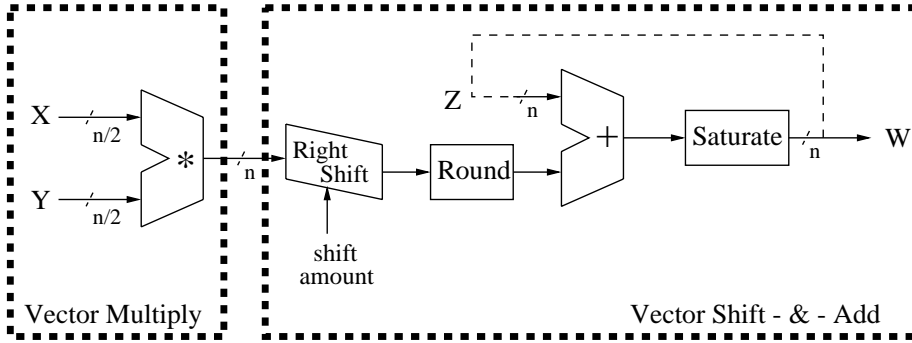 X
n/2
Y
n/2
*
n
Right
Shift
shift
amount
Round
Z
n
+
Saturate
n
W
Vector Multiply
Vector Shift - & - Add